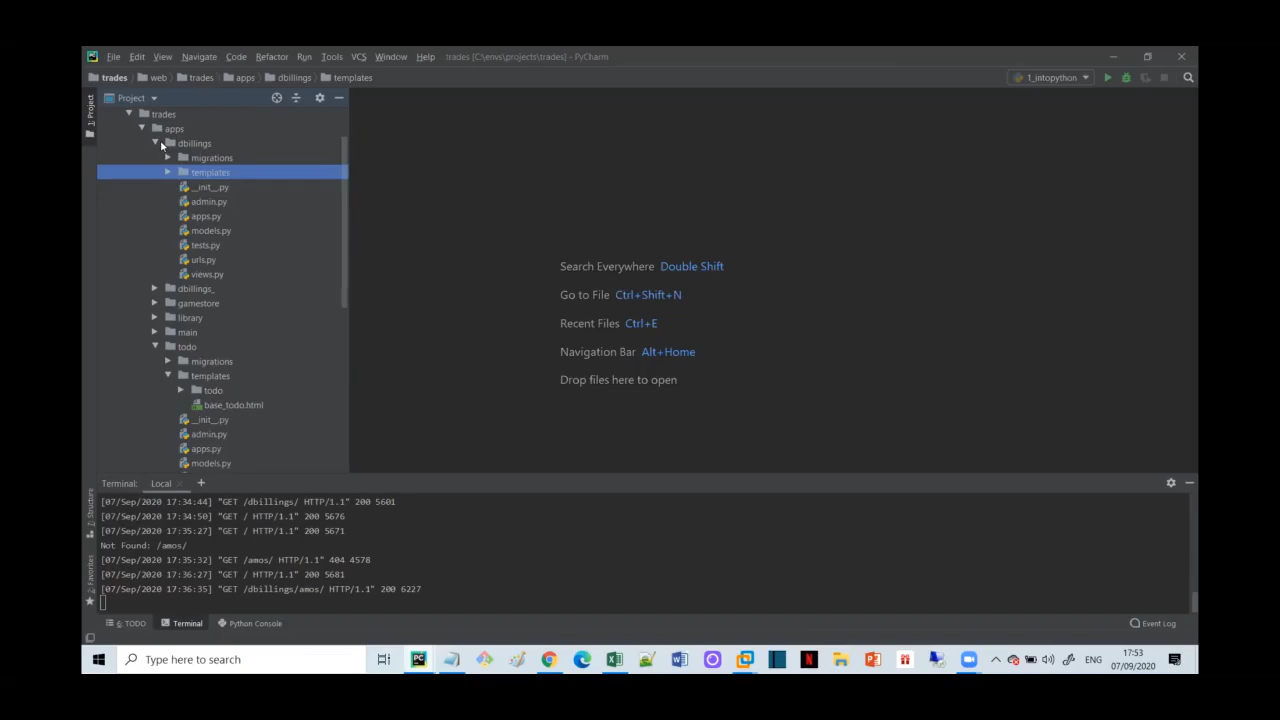 File Edit View Navigate Code Refactor Run Tools VCS Window Help trades [C:\envs\projects\trades] - PyCharm
trades web trades apps dbillings templates 1_intopython
1: Project
Project
trades
apps
dbillings
migrations
templates
__init__.py
admin.py
apps.py
models.py
tests.py
urls.py
views.py
dbillings_
gamestore
library
main
todo
migrations
templates
todo
base_todo.html
__init__.py
admin.py
apps.py
models.py
Search Everywhere Double Shift
Go to File Ctrl+Shift+N
Recent Files Ctrl+E
Navigation Bar Alt+Home
Drop files here to open
Terminal: Local +
7: Structure
2: Favorites
[07/Sep/2020 17:34:44] "GET /dbillings/ HTTP/1.1" 200 5601
[07/Sep/2020 17:34:50] "GET / HTTP/1.1" 200 5676
[07/Sep/2020 17:35:27] "GET / HTTP/1.1" 200 5671
Not Found: /amos/
[07/Sep/2020 17:35:32] "GET /amos/ HTTP/1.1" 404 4578
[07/Sep/2020 17:36:27] "GET / HTTP/1.1" 200 5681
[07/Sep/2020 17:36:35] "GET /dbillings/amos/ HTTP/1.1" 200 6227
6: TODO Terminal Python Console Event Log
Type here to search ENG 17:53
07/09/2020